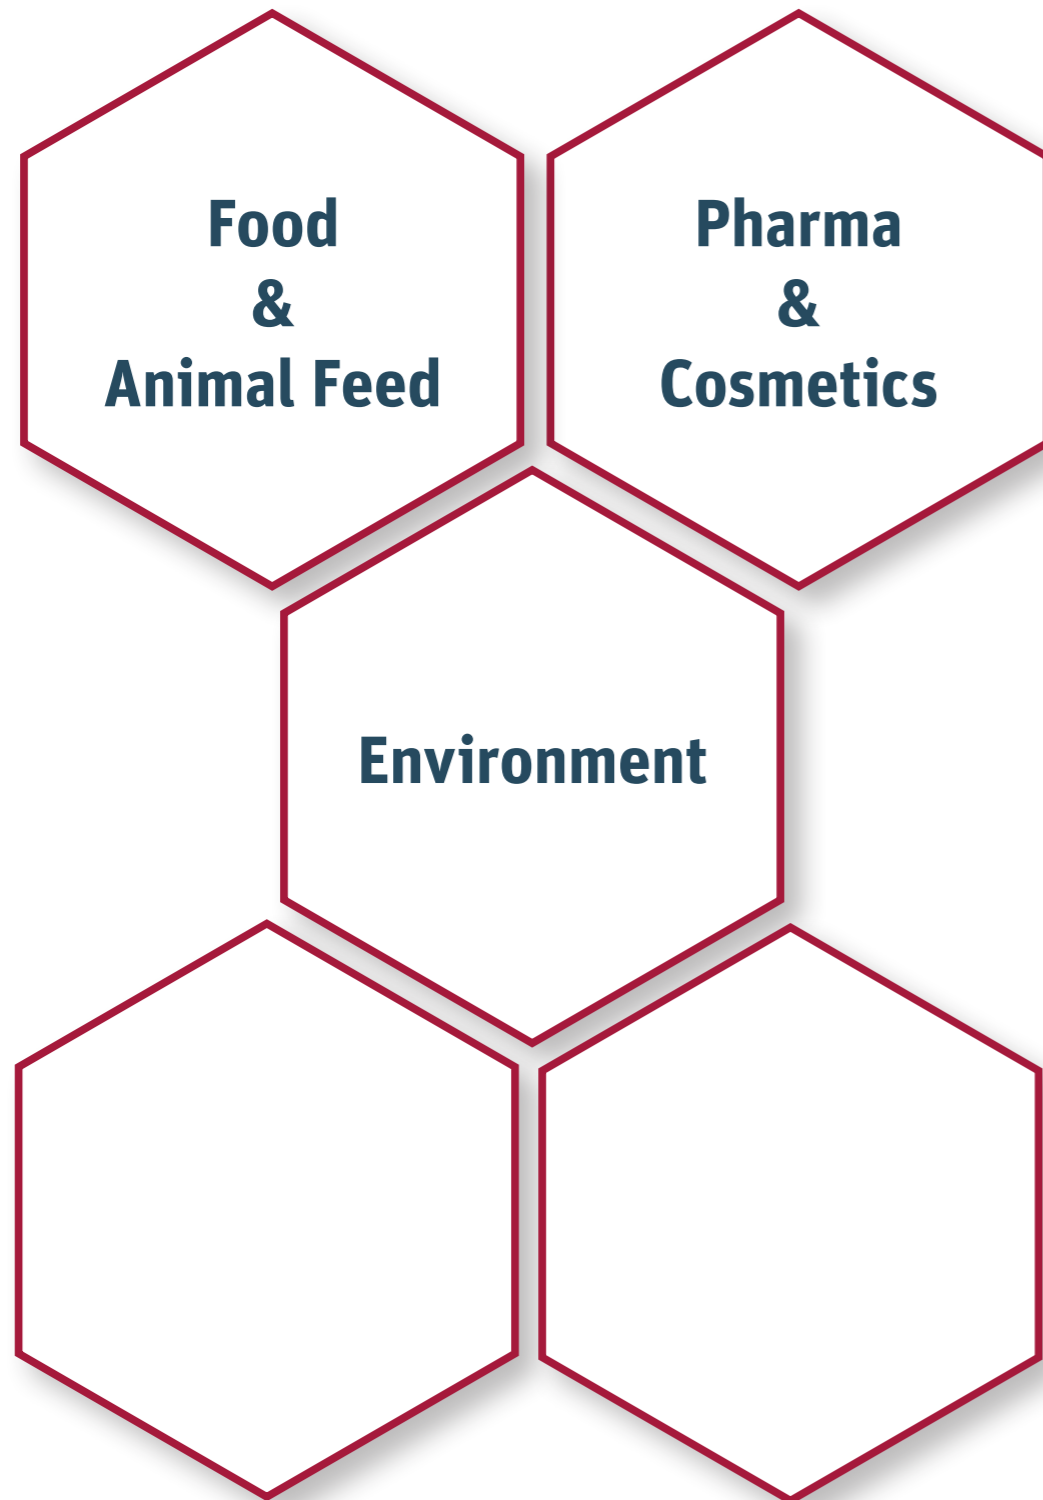 Food
&
Animal Feed
Pharma
&
Cosmetics
Environment